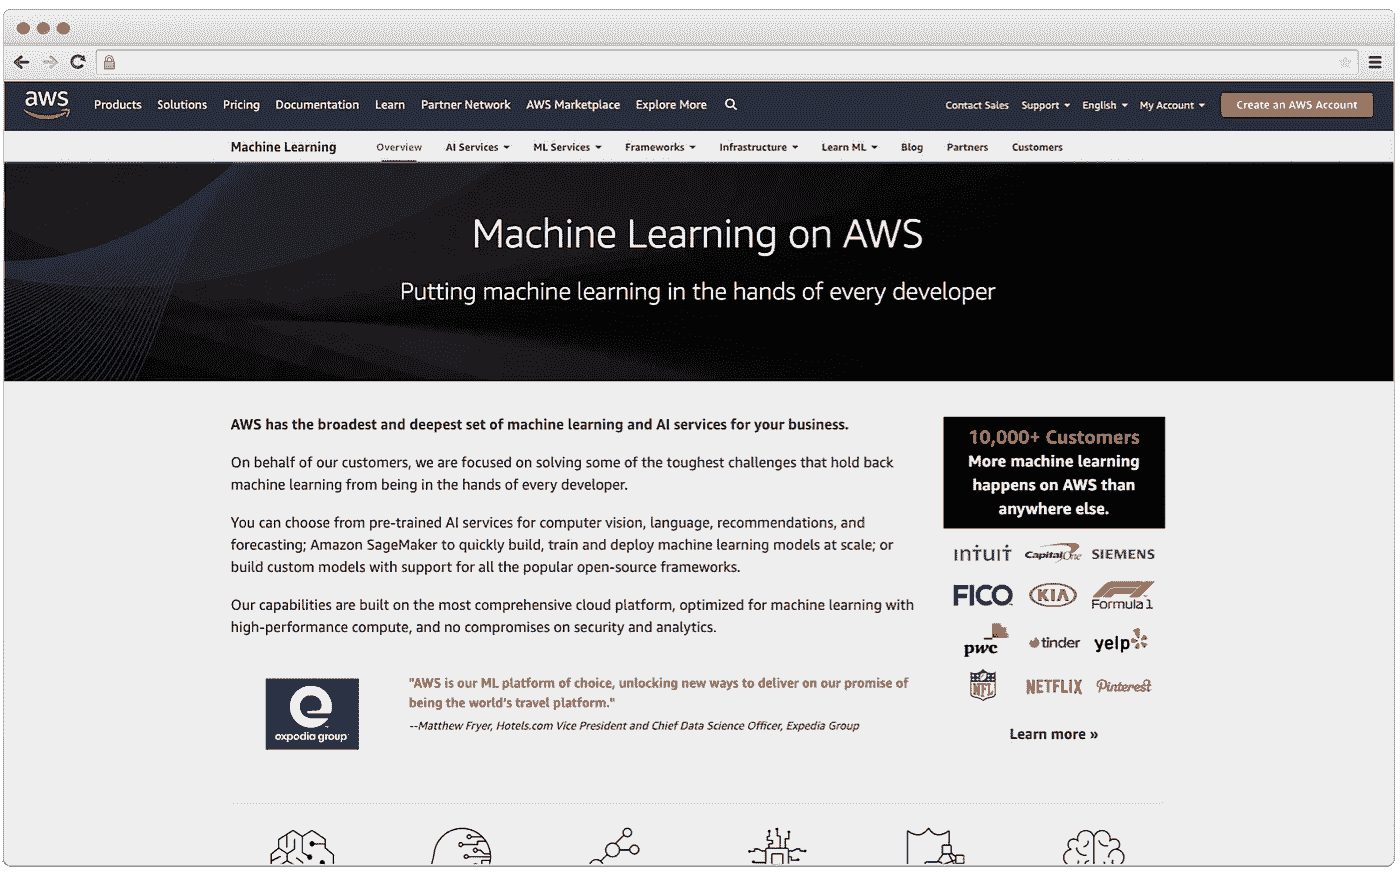 aws
Products Solutions Pricing Documentation Learn Partner Network AWS Marketplace Explore More
Contact Sales Support English My Account Create an AWS Account
Machine Learning Overview AI Services ML Services Frameworks Infrastructure Learn ML Blog Partners Customers
Machine Learning on AWS
Putting machine learning in the hands of every developer
AWS has the broadest and deepest set of machine learning and AI services for your business.
On behalf of our customers, we are focused on solving some of the toughest challenges that hold back
machine learning from being in the hands of every developer.
You can choose from pre-trained AI services for computer vision, language, recommendations, and
forecasting; Amazon SageMaker to quickly build, train and deploy machine learning models at scale; or
build custom models with support for all the popular open-source frameworks.
Our capabilities are built on the most comprehensive cloud platform, optimized for machine learning with
high-performance compute, and no compromises on security and analytics.
expedia group
"AWS is our ML platform of choice, unlocking new ways to deliver on our promise of
being the world's travel platform."
--Matthew Fryer, Hotels.com Vice President and Chief Data Science Officer, Expedia Group
10,000+ Customers
More machine learning
happens on AWS than
anywhere else.
INTUIT Capital One SIEMENS
FICO KIA Formula 1
pwc tinder yelp
NFL NETFLIX Pinterest
Learn more »